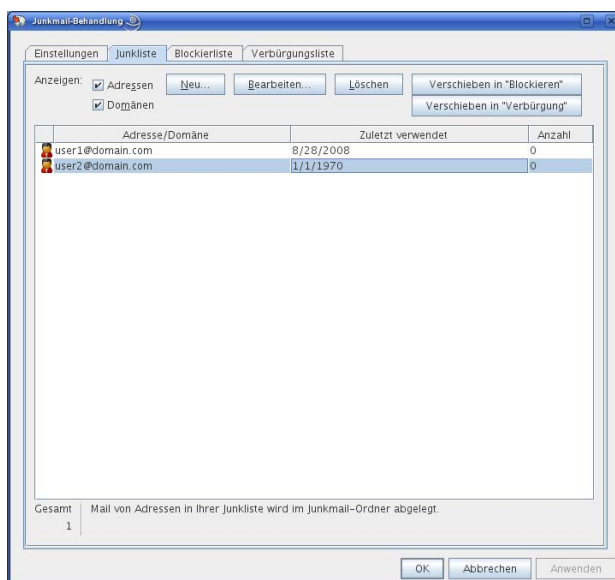 Junkmail-Behandlung
Einstellungen Junkliste Blockierliste Verbürgungsliste
Anzeigen: Adressen Neu... Bearbeiten... Löschen Verschieben in "Blockieren"
Domänen Verschieben in "Verbürgung"
Adresse/Domäne Zuletzt verwendet Anzahl
user1@domain.com 8/28/2008 0
user2@domain.com 1/1/1970 0
Gesamt Mail von Adressen in Ihrer Junkliste wird im Junkmail-Ordner abgelegt.
1
OK Abbrechen Anwenden